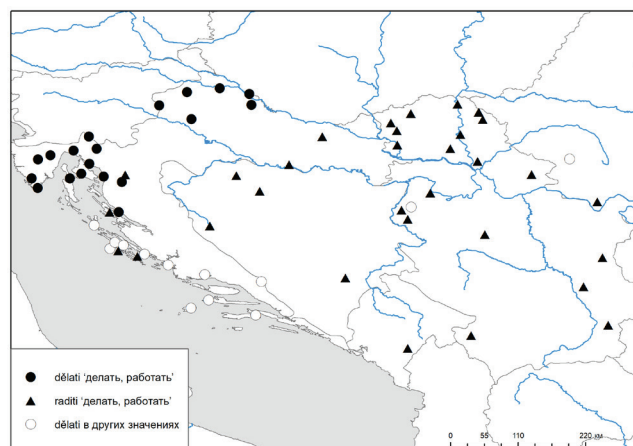 dělati ‘делать, работать’
raditi ‘делать, работать’
dělati в других значениях
0 55 110 220 км